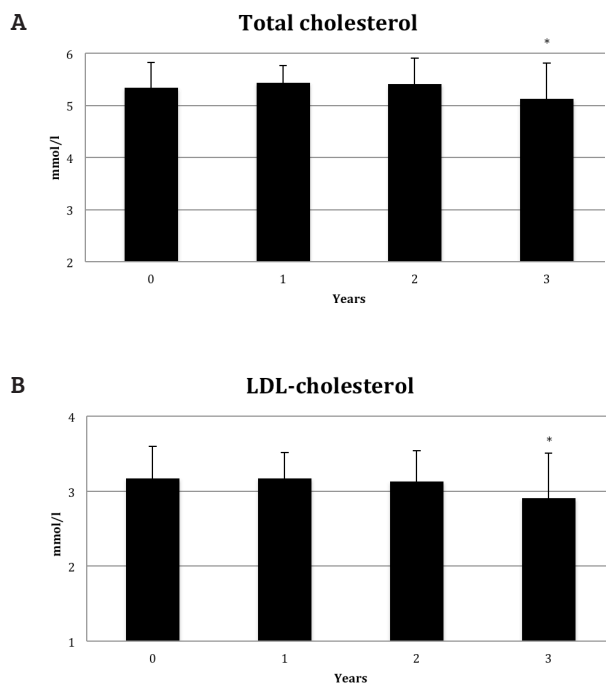 A
Total cholesterol
*
6
5
4
3
2
mmol/l
0 1 2 3
Years
B
LDL-cholesterol
*
4
3
2
1
mmol/l
0 1 2 3
Years